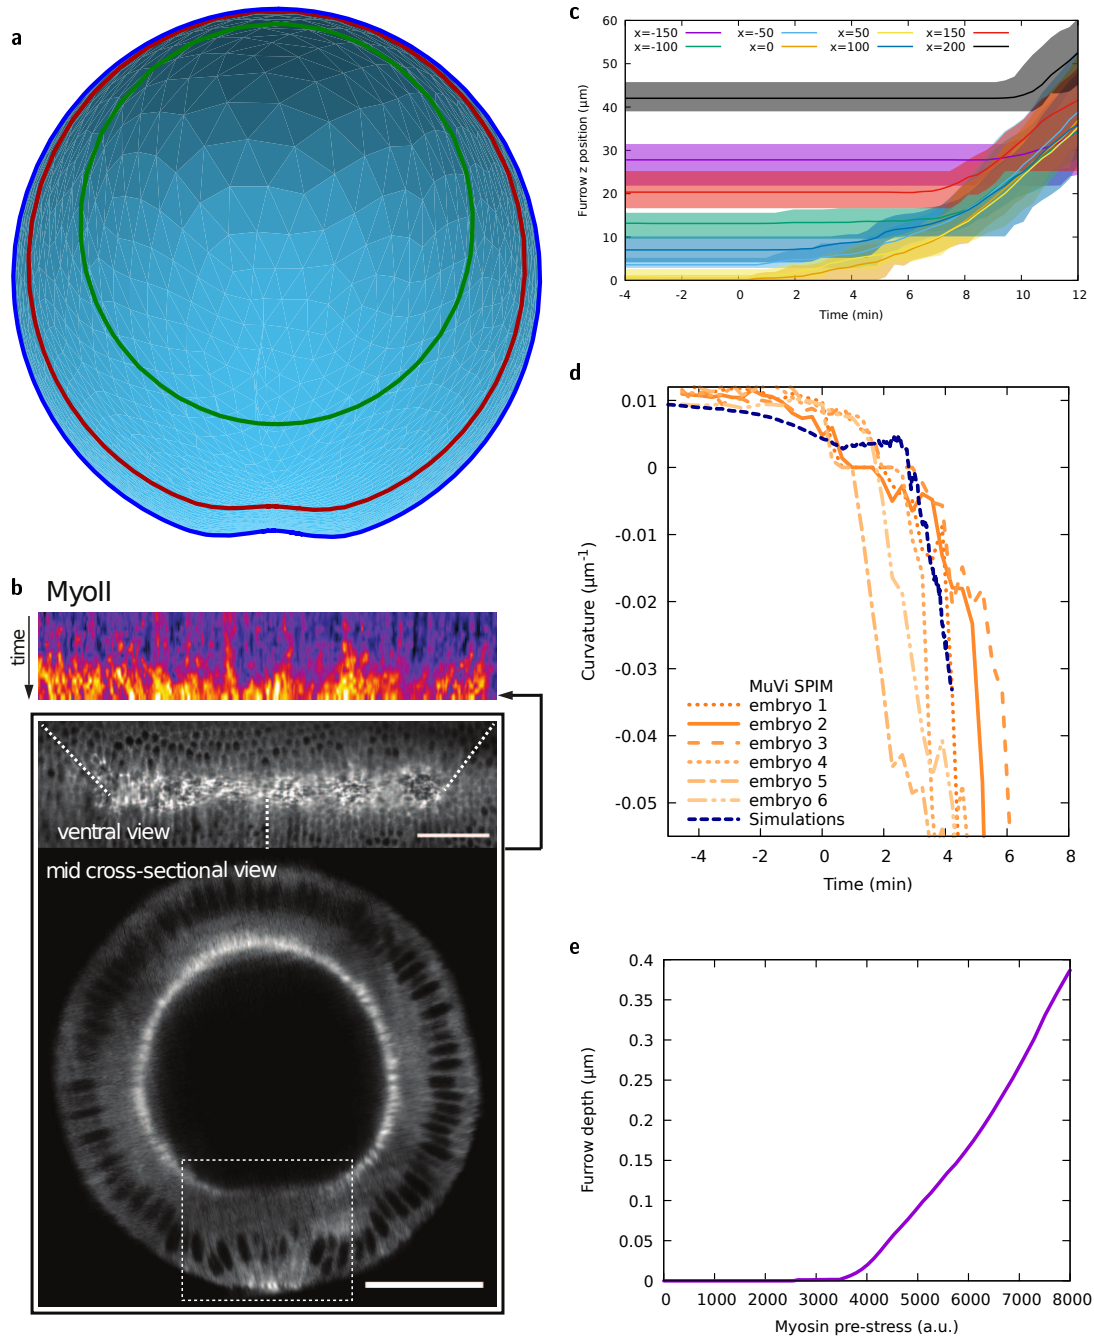 a
b
MyoII
time
ventral view
mid cross-sectional view
c
x=-150 x=-50 x=50 x=150
x=-100 x=0 x=100 x=200
60
50
40
30
20
10
0
Furrow z position (μm)
-4 -2 0 2 4 6 8 10 12
Time (min)
d
0.01
0
-0.01
-0.02
-0.03
-0.04
-0.05
Curvature (μm⁻¹)
MuVi SPIM
embryo 1
embryo 2
embryo 3
embryo 4
embryo 5
embryo 6
Simulations
-4 -2 0 2 4 6 8
Time (min)
e
0.4
0.35
0.3
0.25
0.2
0.15
0.1
0.05
0
Furrow depth (μm)
0 1000 2000 3000 4000 5000 6000 7000 8000
Myosin pre-stress (a.u.)